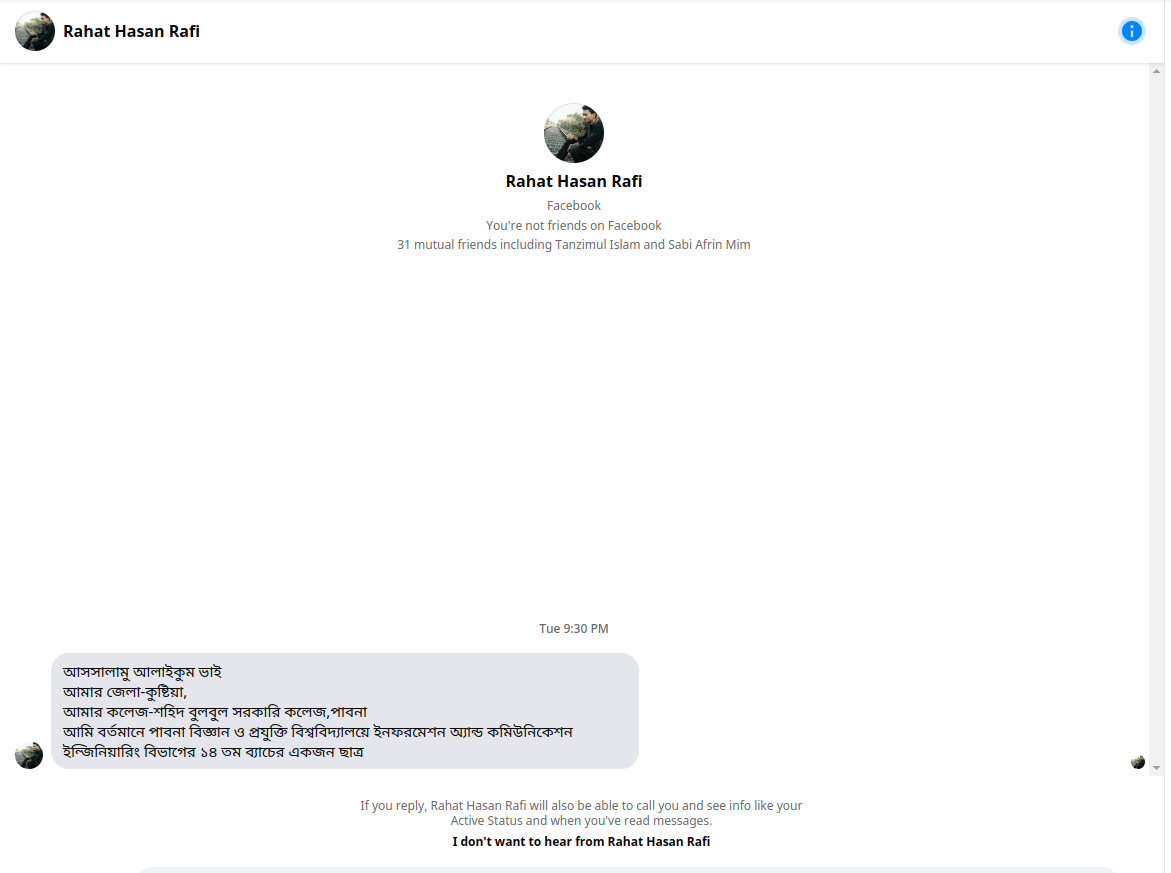 Rahat Hasan Rafi
Rahat Hasan Rafi
Facebook
You're not friends on Facebook
31 mutual friends including Tanzimul Islam and Sabi Afrin Mim
Tue 9:30 PM
আসসালামু আলাইকুম ভাই
আমার জেলা-কুষ্টিয়া,
আমার কলেজ-শহিদ বুলবুল সরকারি কলেজ,পাবনা
আমি বর্তমানে পাবনা বিজ্ঞান ও প্রযুক্তি বিশ্ববিদ্যালয়ে ইনফরমেশন অ্যান্ড কমিউনিকেশন
ইন্জিনিয়ারিং বিভাগের ১৪ তম ব্যাচের একজন ছাত্র
If you reply, Rahat Hasan Rafi will also be able to call you and see info like your
Active Status and when you've read messages.
I don't want to hear from Rahat Hasan Rafi